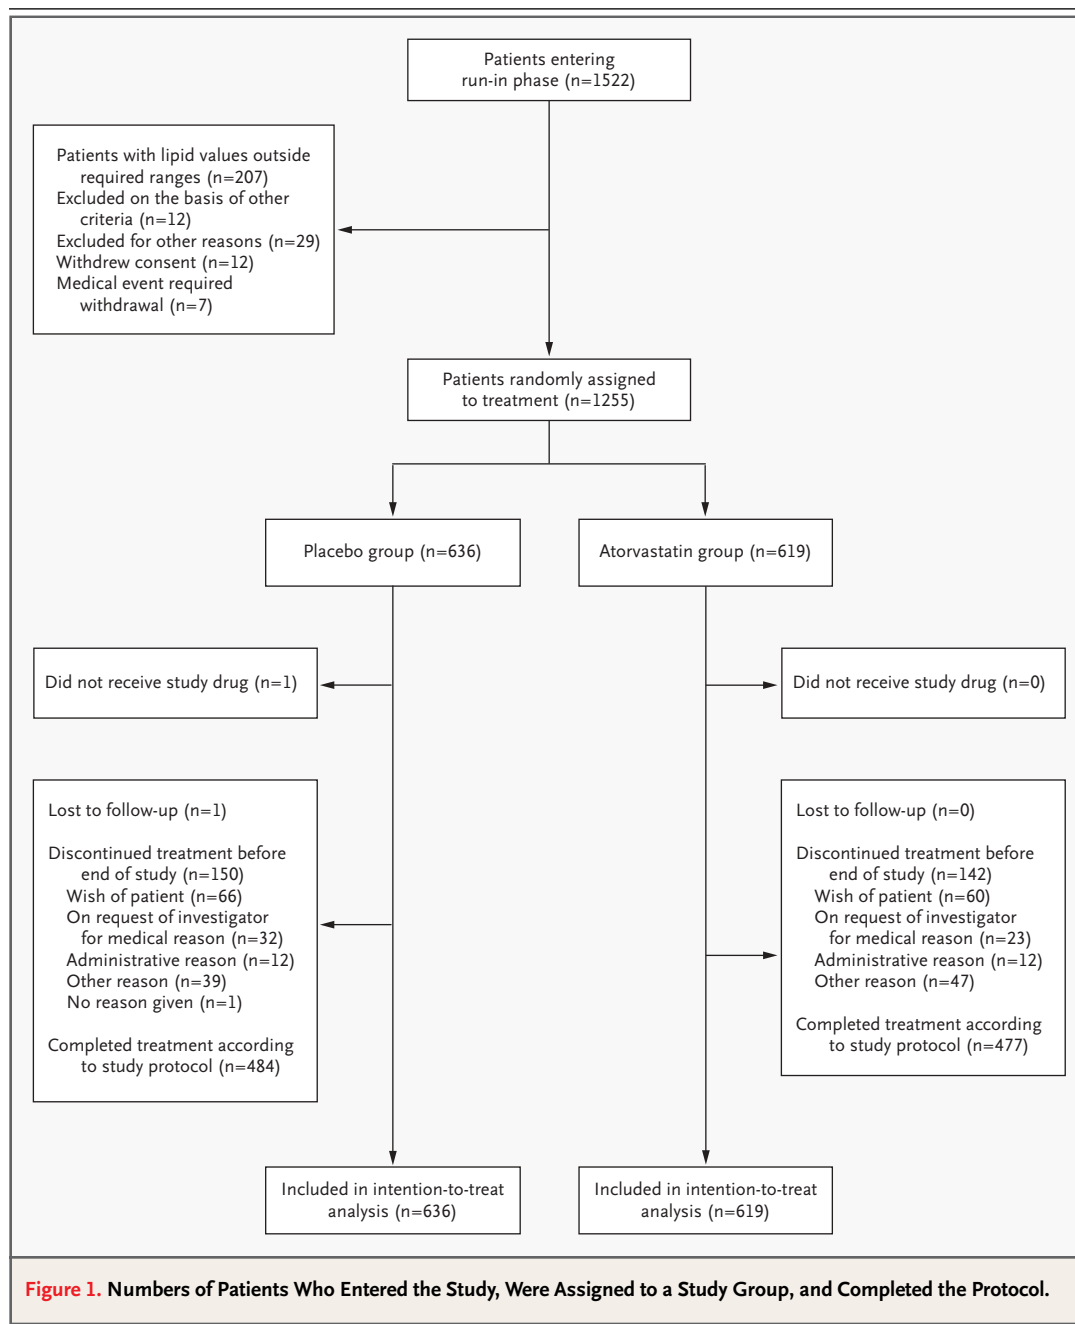 Patients entering
run-in phase (n=1522)
Patients with lipid values outside
required ranges (n=207)
Excluded on the basis of other
criteria (n=12)
Excluded for other reasons (n=29)
Withdrew consent (n=12)
Medical event required
withdrawal (n=7)
Patients randomly assigned
to treatment (n=1255)
Placebo group (n=636)
Atorvastatin group (n=619)
Did not receive study drug (n=1)
Did not receive study drug (n=0)
Lost to follow-up (n=1)
Discontinued treatment before
end of study (n=150)
Wish of patient (n=66)
On request of investigator
for medical reason (n=32)
Administrative reason (n=12)
Other reason (n=39)
No reason given (n=1)
Completed treatment according
to study protocol (n=484)
Lost to follow-up (n=0)
Discontinued treatment before
end of study (n=142)
Wish of patient (n=60)
On request of investigator
for medical reason (n=23)
Administrative reason (n=12)
Other reason (n=47)
Completed treatment according
to study protocol (n=477)
Included in intention-to-treat
analysis (n=636)
Included in intention-to-treat
analysis (n=619)
Figure 1. Numbers of Patients Who Entered the Study, Were Assigned to a Study Group, and Completed the Protocol.